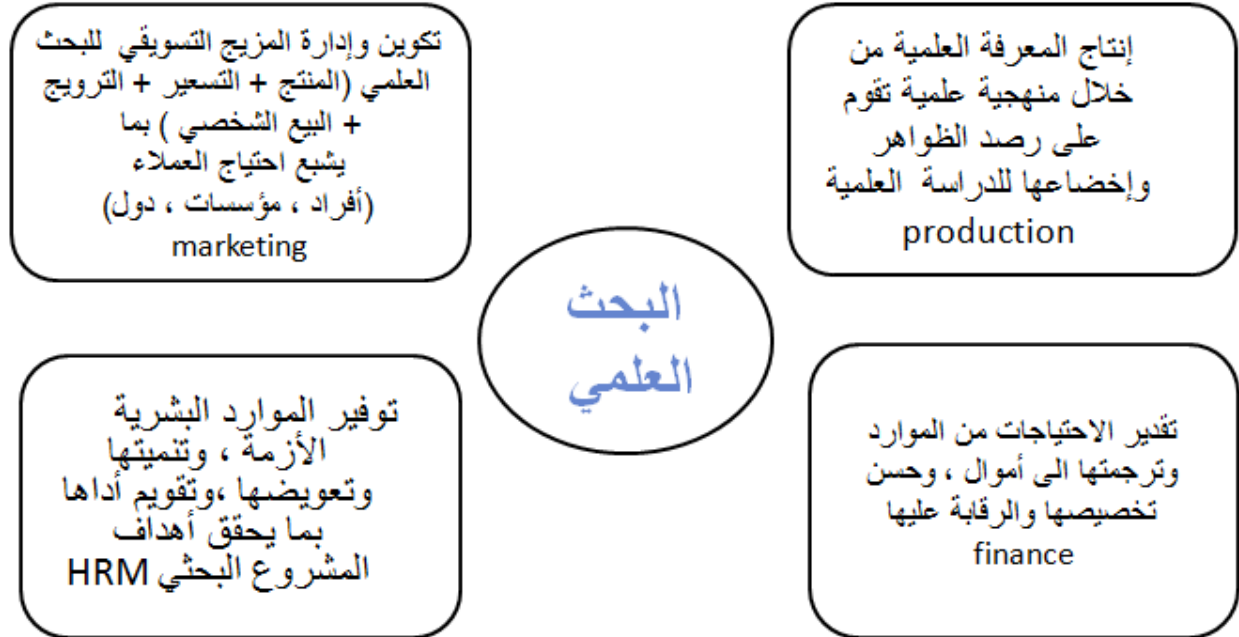 إنتاج المعرفة العلمية من
خلال منهجية علمية تقوم
على رصد الظواهر
وإخضاعها للدراسة العلمية
production
تكوين وإدارة المزيج التسويقي للبحث
العلمي (المنتج + التسعير + الترويج
+ البيع الشخصي ) بما
يشبع احتياج العملاء
(أفراد ، مؤسسات ، دول)
marketing
البحث
العلمي
تقدير الاحتياجات من الموارد
وترجمتها الى أموال ، وحسن
تخصيصها والرقابة عليها
finance
توفير الموارد البشرية
الأزمة ، وتنميتها
وتعويضها ،وتقويم أداها
بما يحقق أهداف
المشروع البحثي HRM